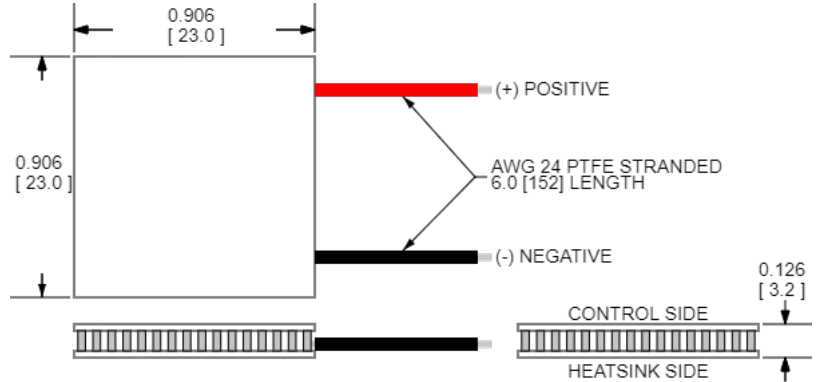 0.906
[ 23.0 ]
(+) POSITIVE
0.906
[ 23.0 ]
AWG 24 PTFE STRANDED
6.0 [152] LENGTH
(-) NEGATIVE
0.126
[ 3.2 ]
CONTROL SIDE
HEATSINK SIDE